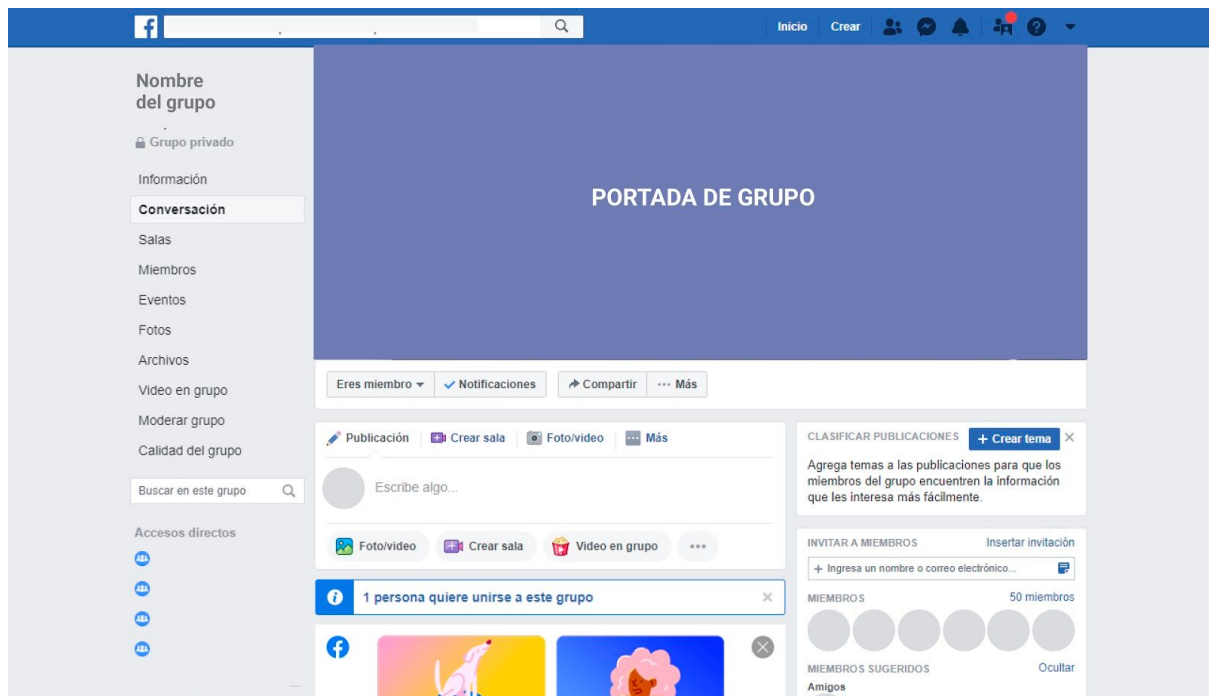 Inicio
Crear
Nombre
del grupo
Grupo privado
Información
Conversación
Salas
Miembros
Eventos
Fotos
Archivos
Video en grupo
Moderar grupo
Calidad del grupo
Buscar en este grupo
Accesos directos
PORTADA DE GRUPO
Eres miembro
Notificaciones
Compartir
Más
Publicación
Crear sala
Foto/video
Más
Escribe algo...
Foto/video
Crear sala
Video en grupo
1 persona quiere unirse a este grupo
CLASIFICAR PUBLICACIONES
+ Crear tema
Agrega temas a las publicaciones para que los
miembros del grupo encuentren la información
que les interesa más fácilmente.
INVITAR A MIEMBROS
Insertar invitación
+ Ingresa un nombre o correo electrónico...
MIEMBROS
50 miembros
MIEMBROS SUGERIDOS
Ocultar
Amigos